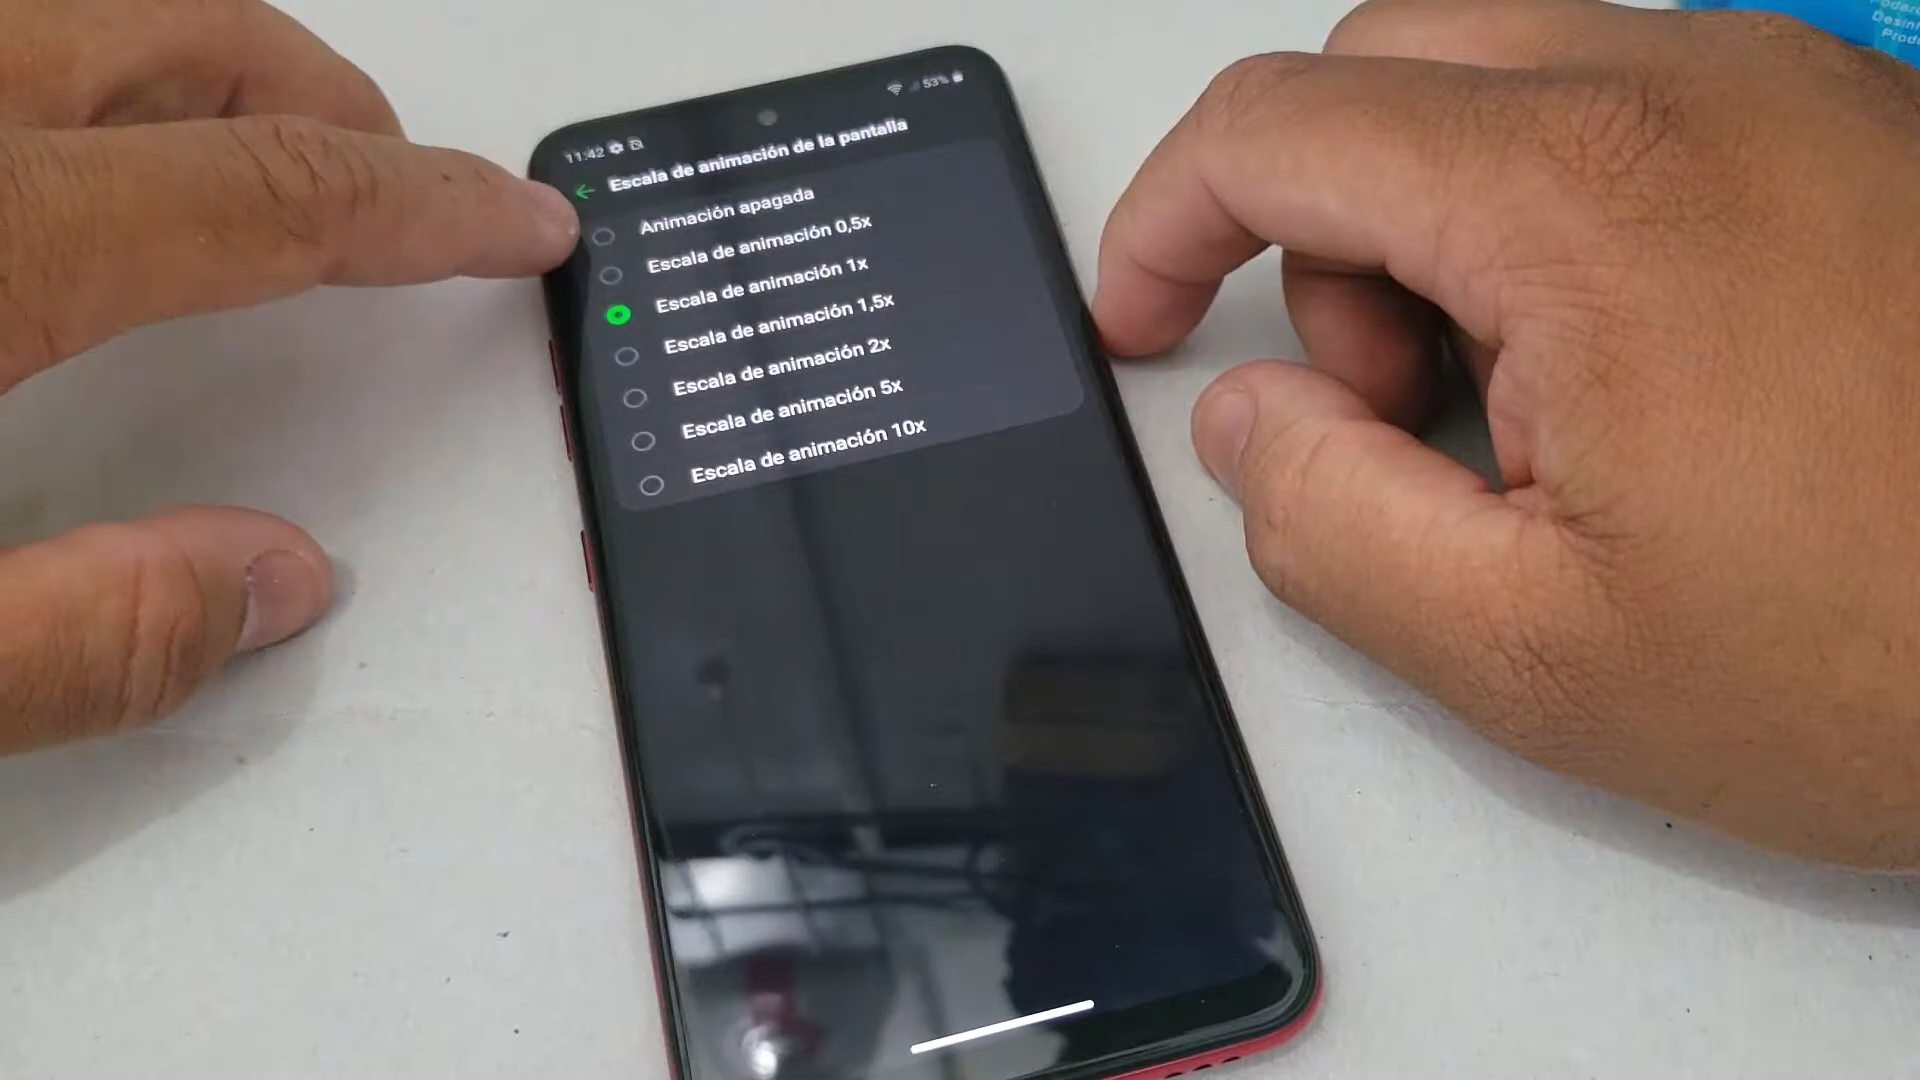 11:42
53%
Escala de animación de la pantalla
Animación apagada
Escala de animación 0,5x
Escala de animación 1x
Escala de animación 1,5x
Escala de animación 2x
Escala de animación 5x
Escala de animación 10x